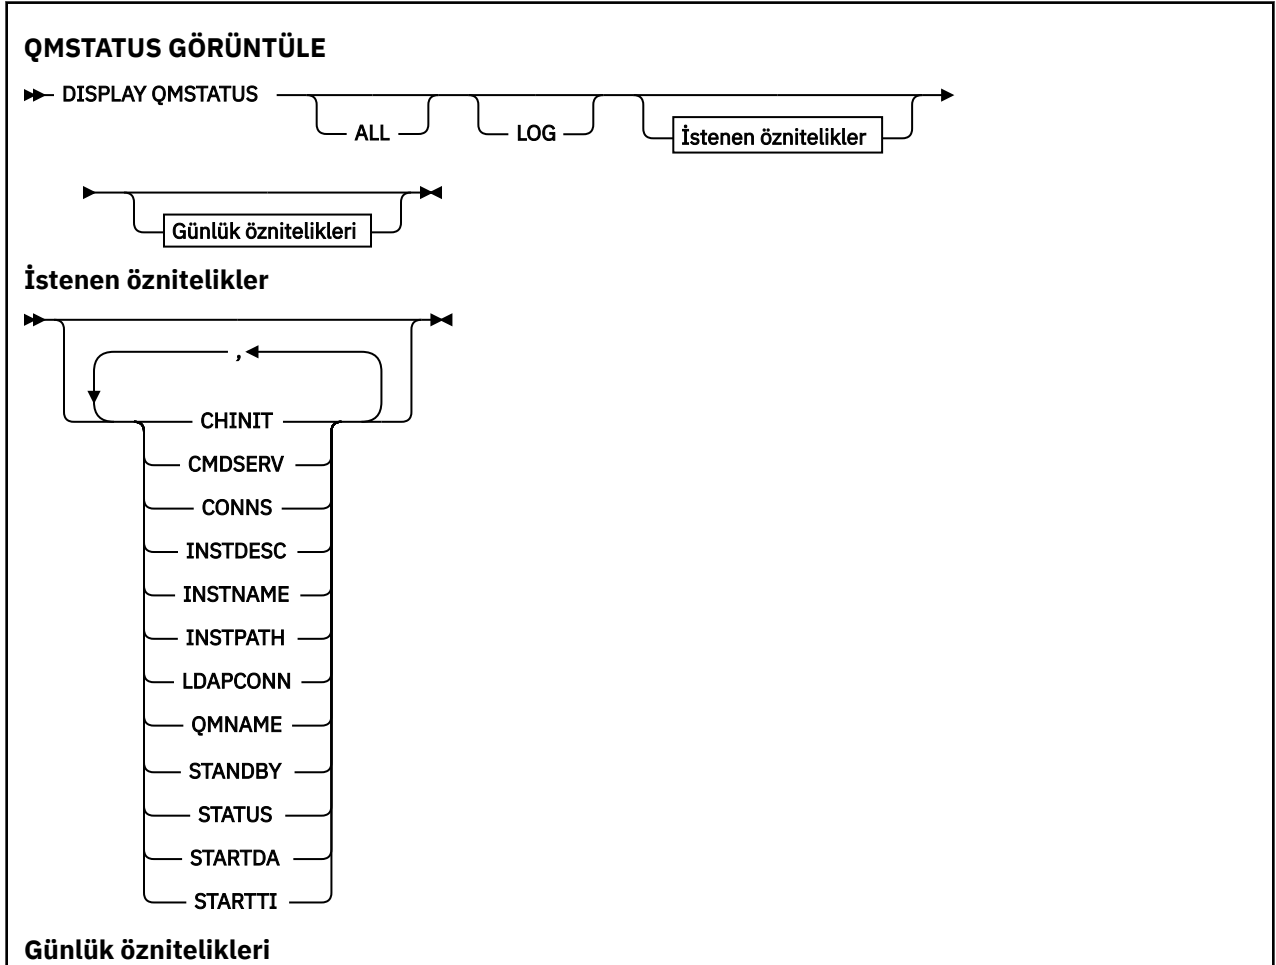 QMSTATUS GÖRÜNTÜLE
DISPLAY QMSTATUS
ALL
LOG
İstenen öznitelikler
Günlük öznitelikleri
İstenen öznitelikler
,
CHINIT
CMDSERV
CONNS
INSTDESC
INSTNAME
INSTPATH
LDAPCONN
QMNAME
STANDBY
STATUS
STARTDA
STARTTI
Günlük öznitelikleri